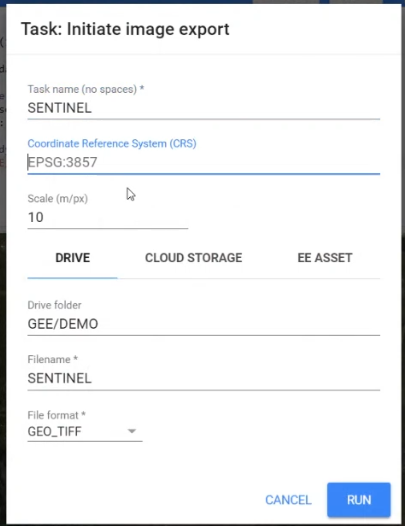 Task: Initiate image export
Task name (no spaces) *
SENTINEL
Coordinate Reference System (CRS)
EPSG:3857
Scale (m/px)
10
DRIVE CLOUD STORAGE EE ASSET
Drive folder
GEE/DEMO
Filename *
SENTINEL
File format *
GEO_TIFF
CANCEL RUN